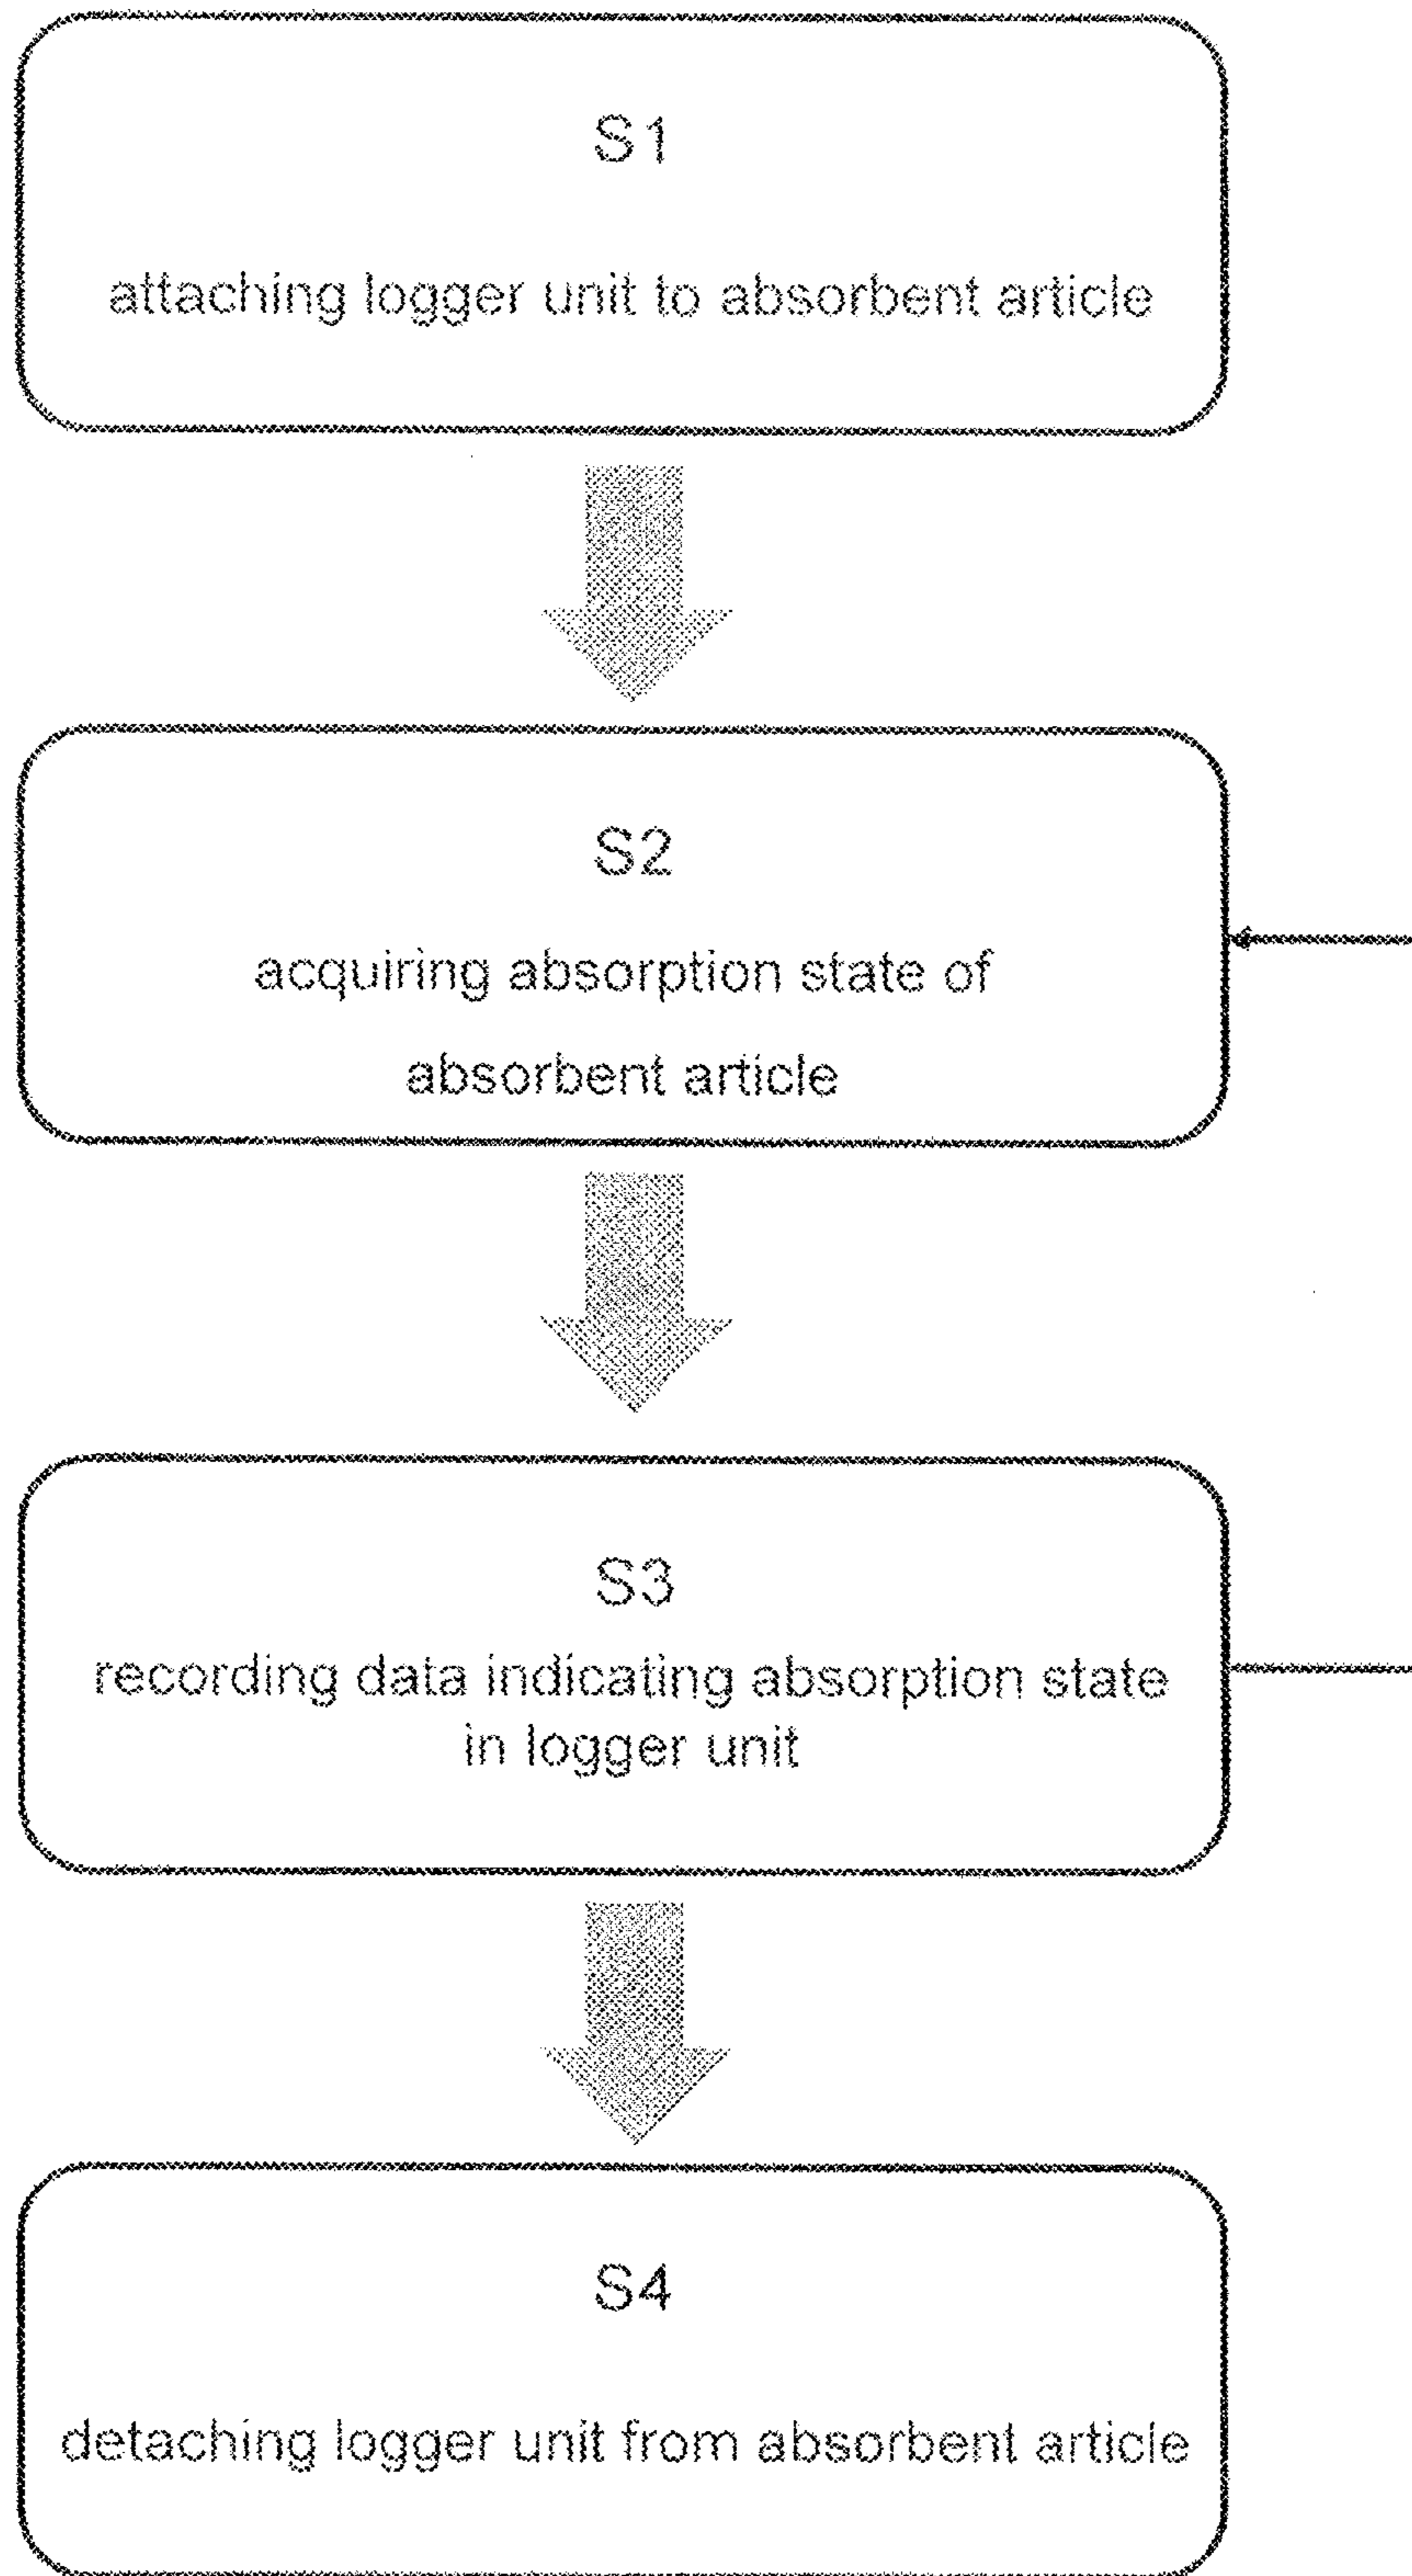 S1
attaching logger unit to absorbent article
S2
acquiring absorption state of
absorbent article
S3
recording data indicating absorption state
in logger unit
S4
detaching logger unit from absorbent article